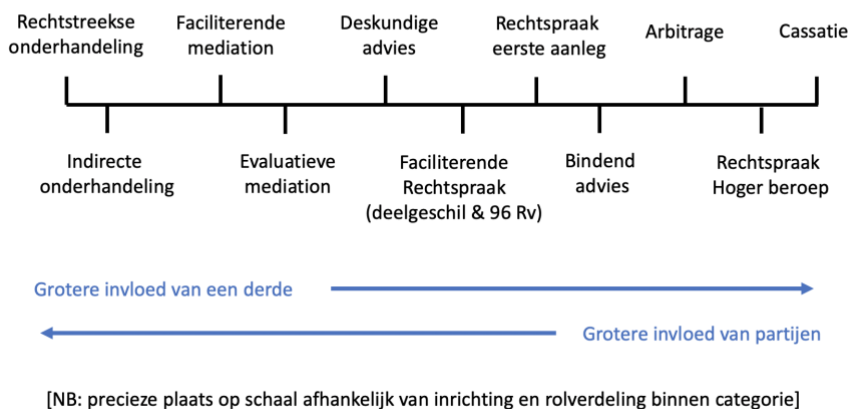 Rechtstreekse
onderhandeling
Faciliterende
mediation
Deskundige
advies
Rechtspraak
eerste aanleg
Arbitrage
Cassatie
Indirecte
onderhandeling
Evaluatieve
mediation
Faciliterende
Rechtspraak
(deelgeschil & 96 Rv)
Bindend
advies
Rechtspraak
Hoger beroep
Grotere invloed van een derde
Grotere invloed van partijen
[NB: precieze plaats op schaal afhankelijk van inrichting en rolverdeling binnen categorie]